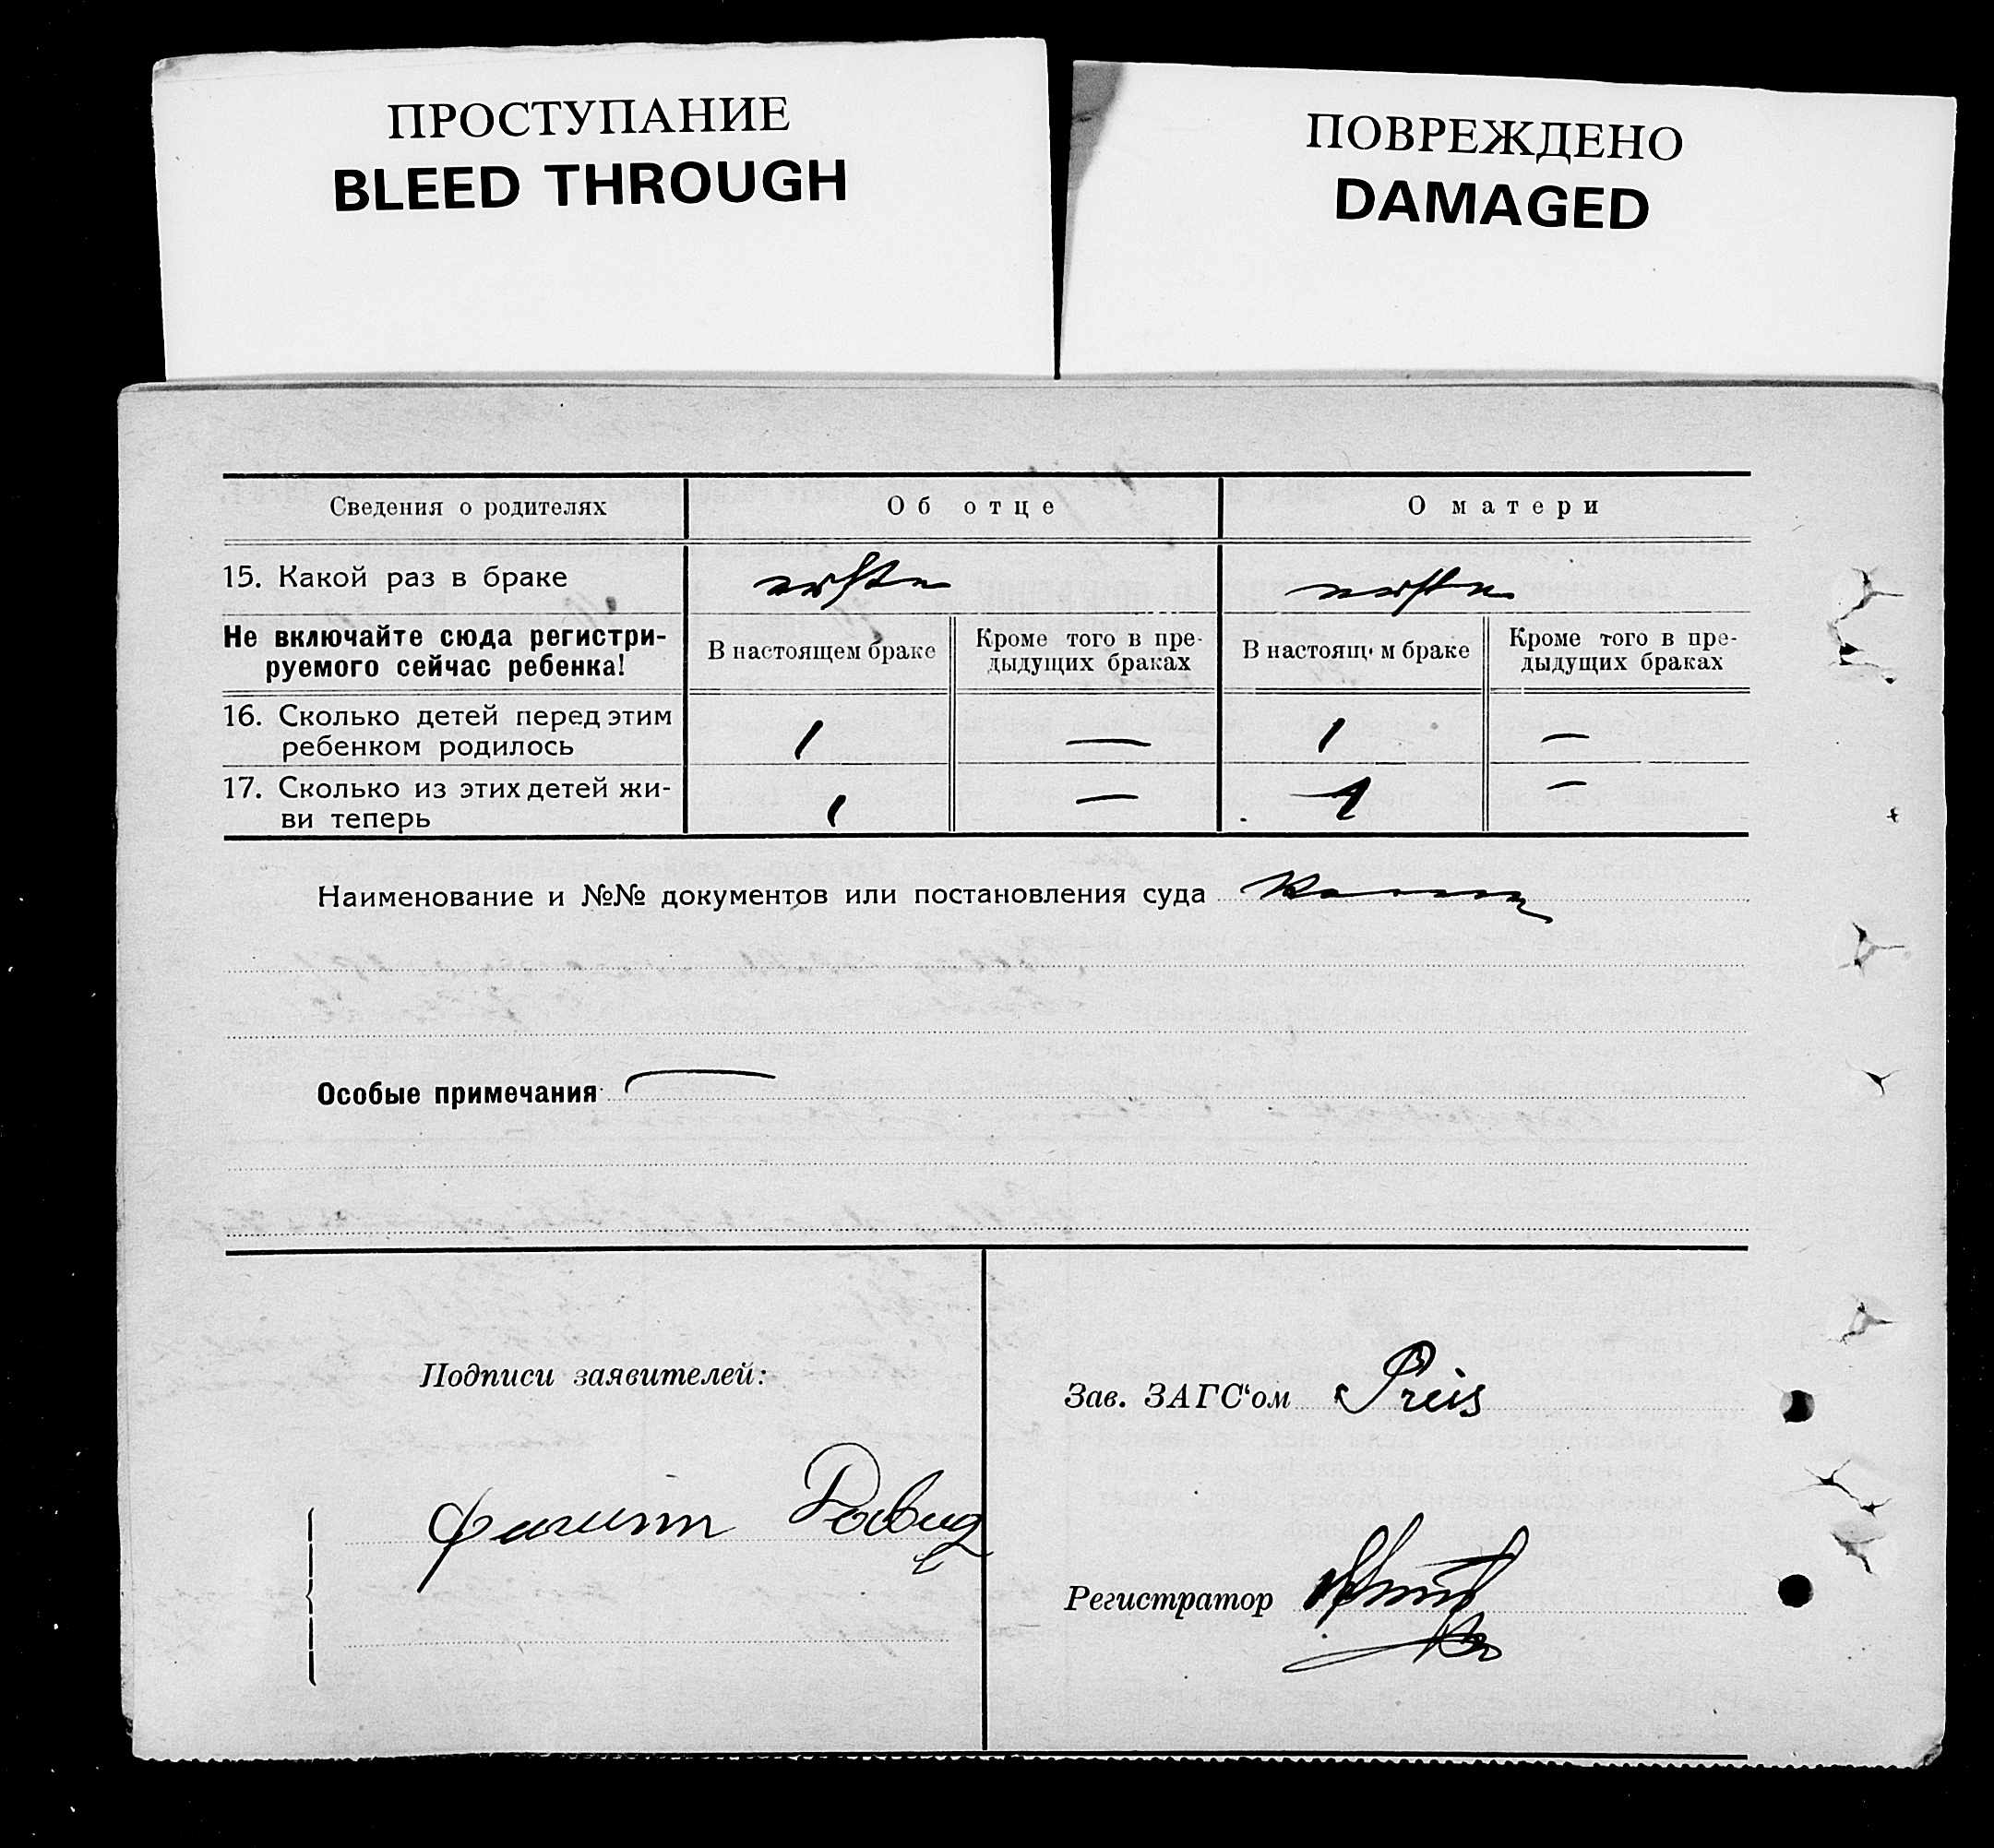 ПРОСТУПАНИЕ
BLEED THROUGH
ПОВРЕЖДЕНО
DAMAGED
Сведения о родителях Об отце О матери
15. Какой раз в браке
Не включайте сюда регистри-
руемого сейчас ребенка!
В настоящем браке
Кроме того в пре-
дыдущих браках
В настоящ м браке
Кроме того в пре-
дыдущих браках
16. Сколько детей перед этим
ребенком родилось
1 — 1 —
17. Сколько из этих детей жи-
ви теперь
1 — 1 —
Наименование и №№ документов или постановления суда
Особые примечания —
Подписи заявителей:
Зав. ЗАГС'ом Preis
Регистратор